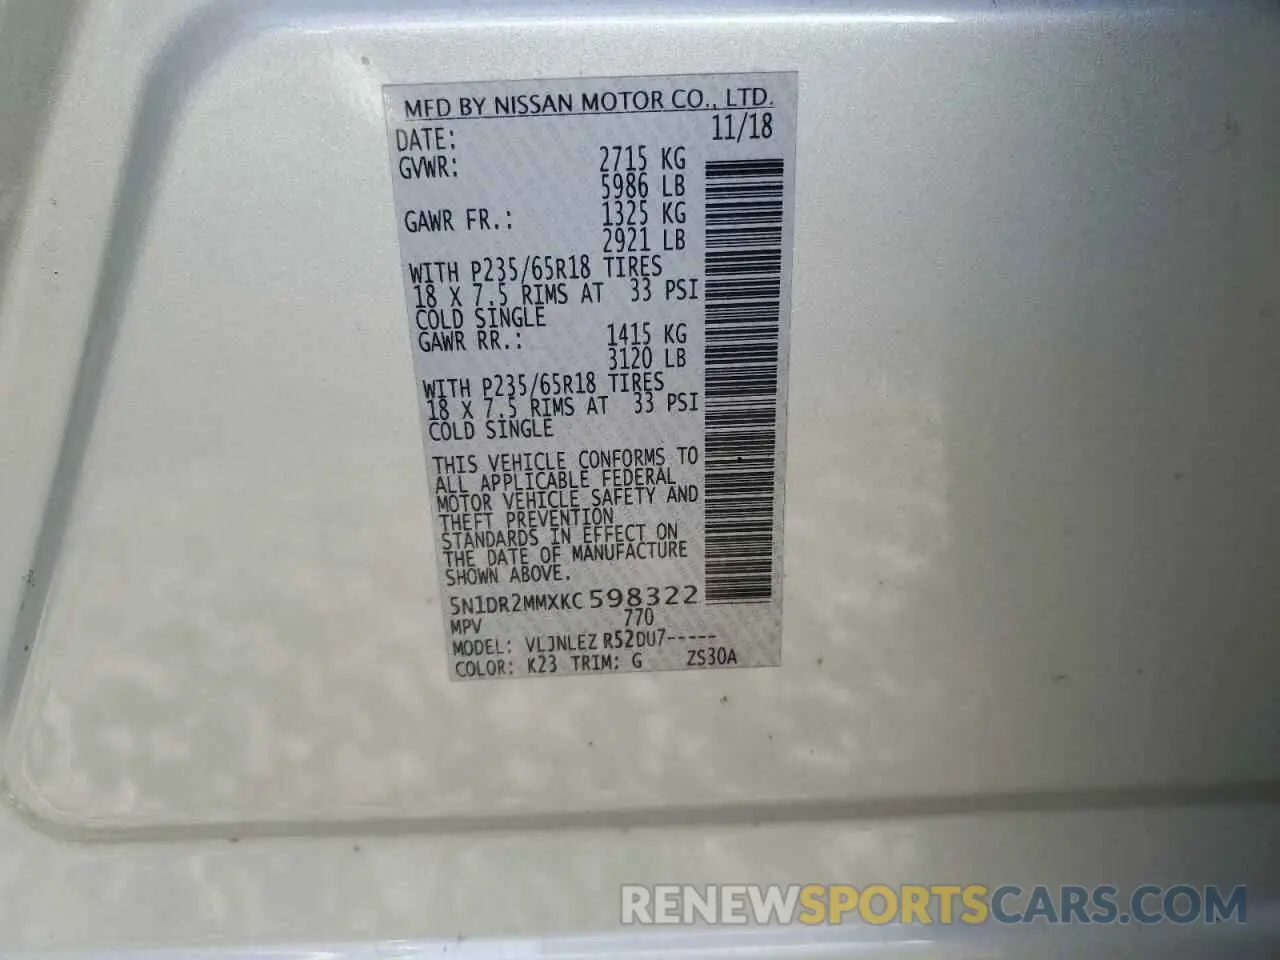 MFD BY NISSAN MOTOR CO., LTD.
DATE: 11/18
GVWR: 2715 KG
5986 LB
GAWR FR.: 1325 KG
2921 LB
WITH P235/65R18 TIRES
18 X 7.5 RIMS AT 33 PSI
COLD SINGLE
GAWR RR.: 1415 KG
3120 LB
WITH P235/65R18 TIRES
18 X 7.5 RIMS AT 33 PSI
COLD SINGLE
THIS VEHICLE CONFORMS TO
ALL APPLICABLE FEDERAL
MOTOR VEHICLE SAFETY AND
THEFT PREVENTION
STANDARDS IN EFFECT ON
THE DATE OF MANUFACTURE
SHOWN ABOVE.
5N1DR2MMXKC598322
MPV 770
MODEL: VLJNLEZ R52DU7-----
COLOR: K23 TRIM: G ZS30A
RENEWSPORTSCARS.COM